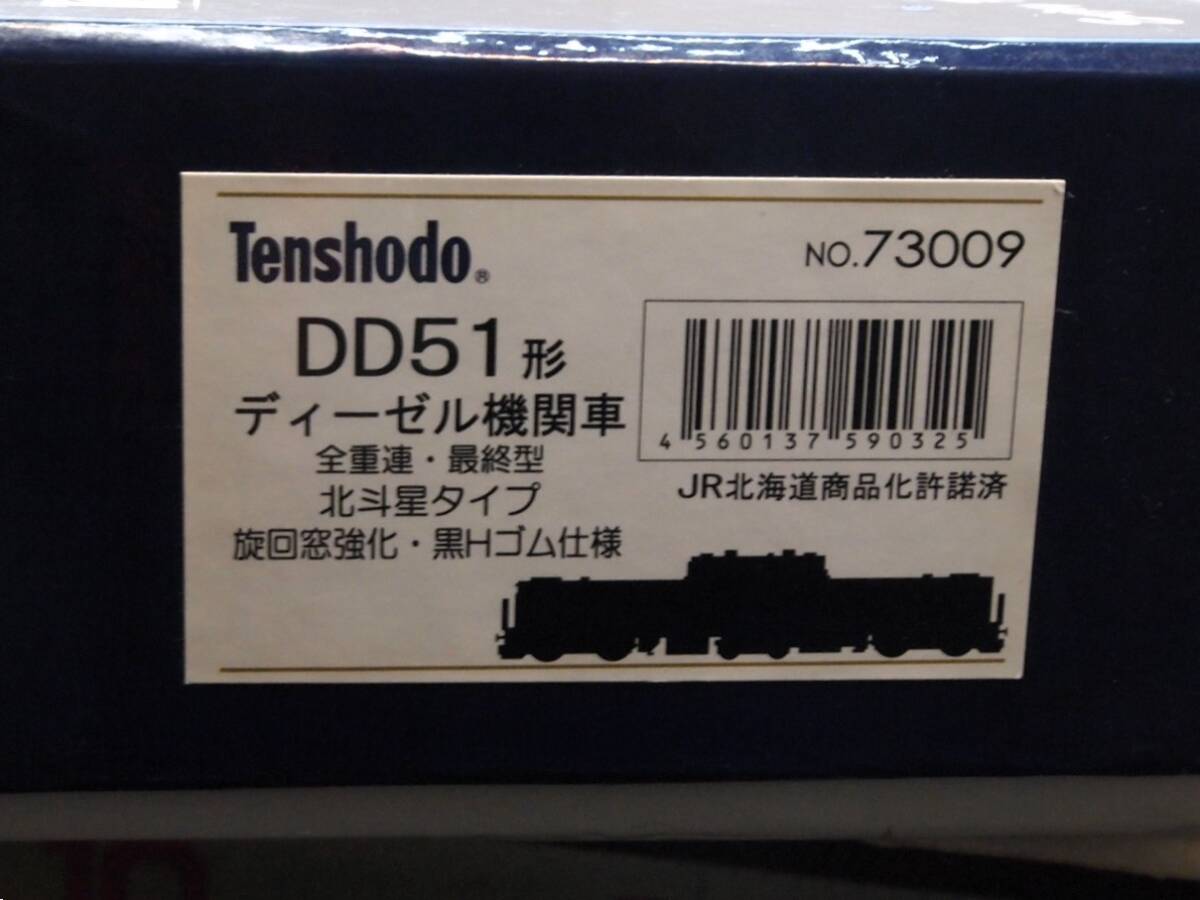 Tenshodo®
NO.73009
DD51形
ディーゼル機関車
全重連・最終型
北斗星タイプ
旋回窓強化・黒Hゴム仕様
4 560137 590325
JR北海道商品化許諾済